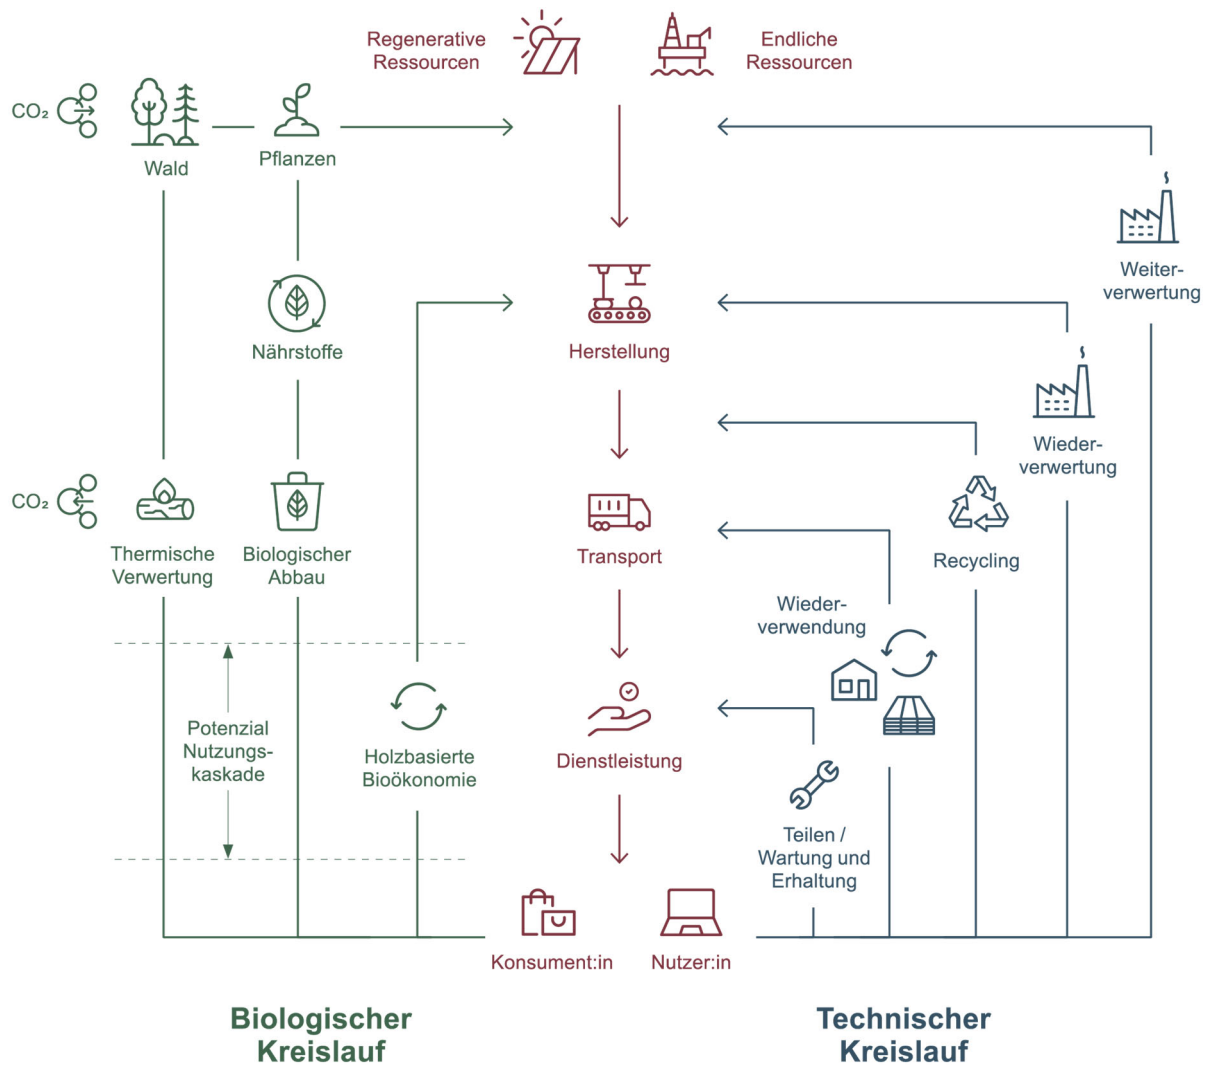 Regenerative
Ressourcen
Endliche
Ressourcen
CO₂
Wald
Pflanzen
Weiter-
verwertung
Nährstoffe
Herstellung
Wieder-
verwertung
CO₂
Thermische
Verwertung
Biologischer
Abbau
Transport
Recycling
Wieder-
verwendung
Potenzial
Nutzungs-
kaskade
Holzbasierte
Bioökonomie
Dienstleistung
Teilen /
Wartung und
Erhaltung
Konsument:in
Nutzer:in
Biologischer
Kreislauf
Technischer
Kreislauf